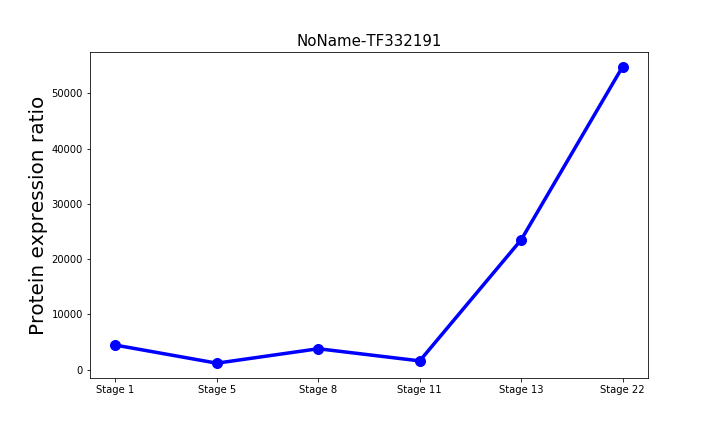 NoName-TF332191
Protein expression ratio
50000
40000
30000
20000
10000
0
Stage 1 Stage 5 Stage 8 Stage 11 Stage 13 Stage 22